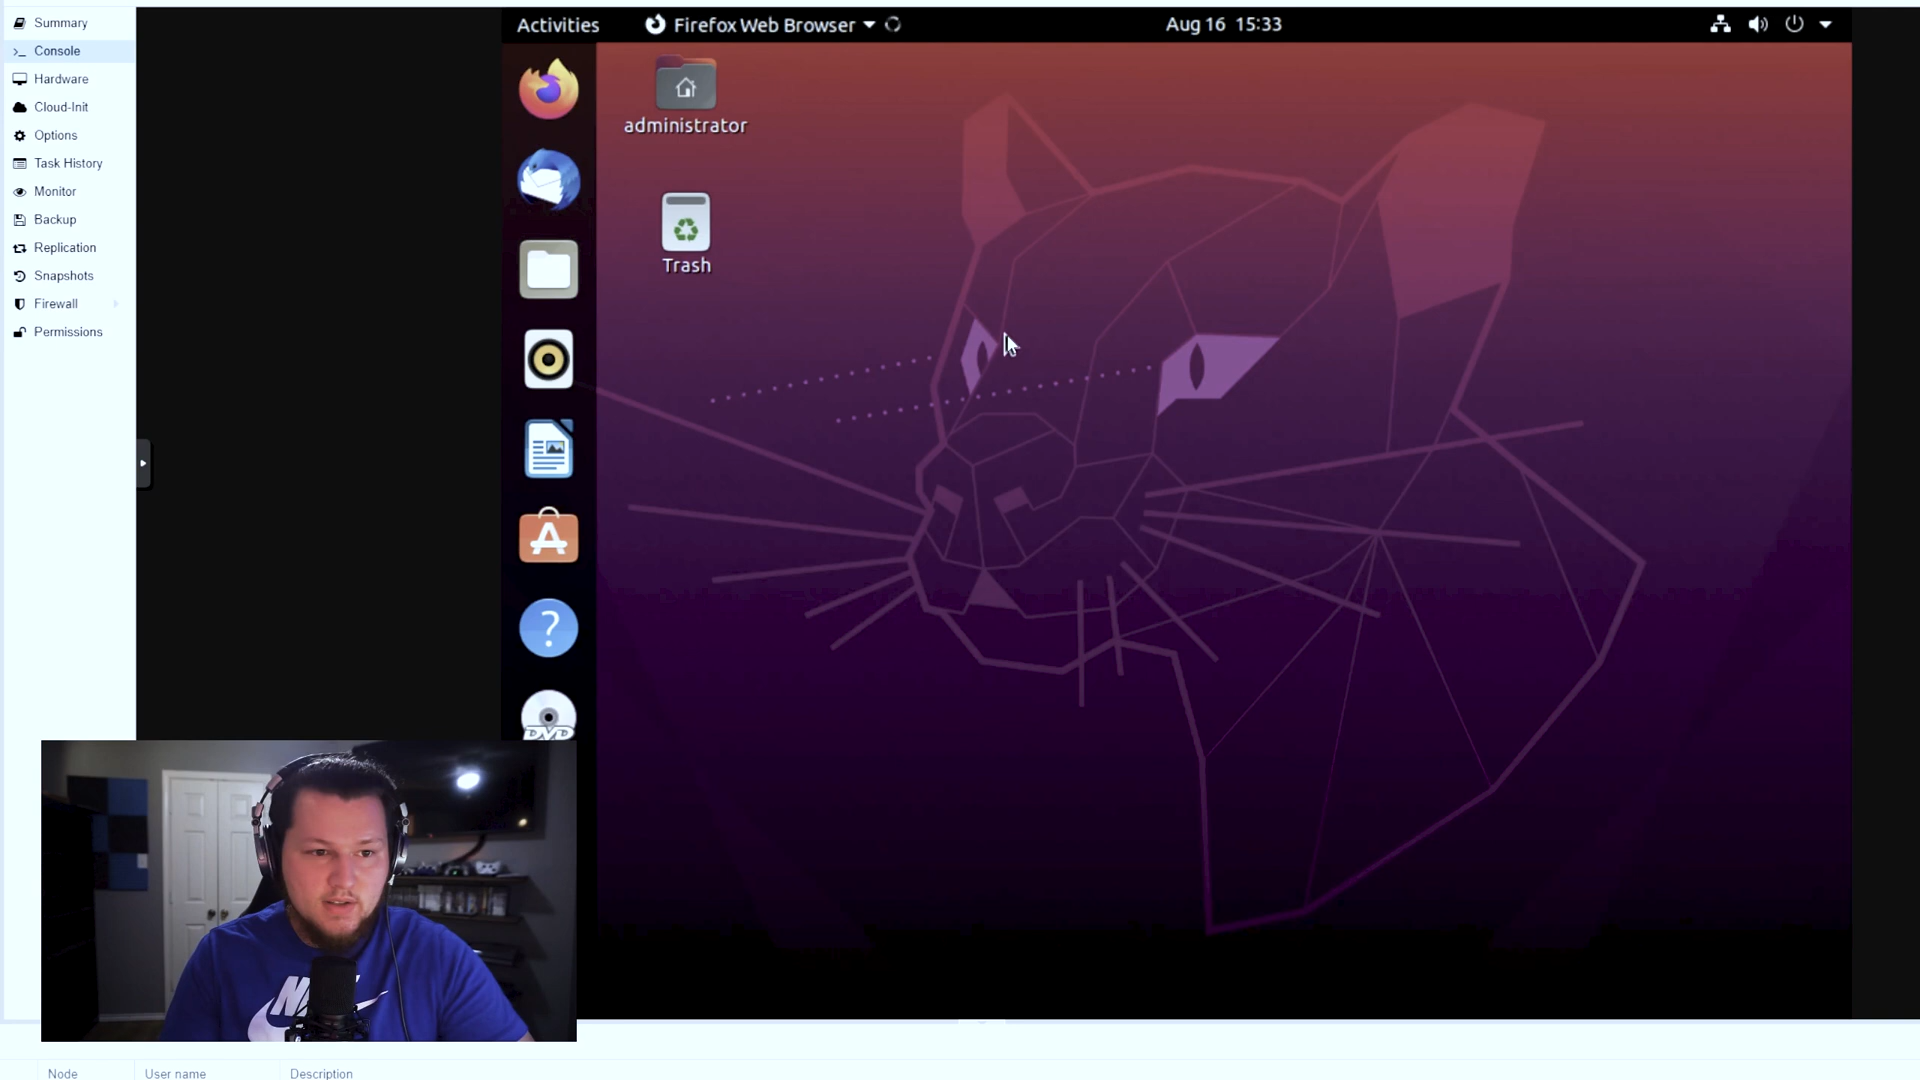 Summary
Console
Hardware
Cloud-Init
Options
Task History
Monitor
Backup
Replication
Snapshots
Firewall
Permissions
Activities
Firefox Web Browser
Aug 16 15:33
administrator
Trash
DVD
Node
User name
Description